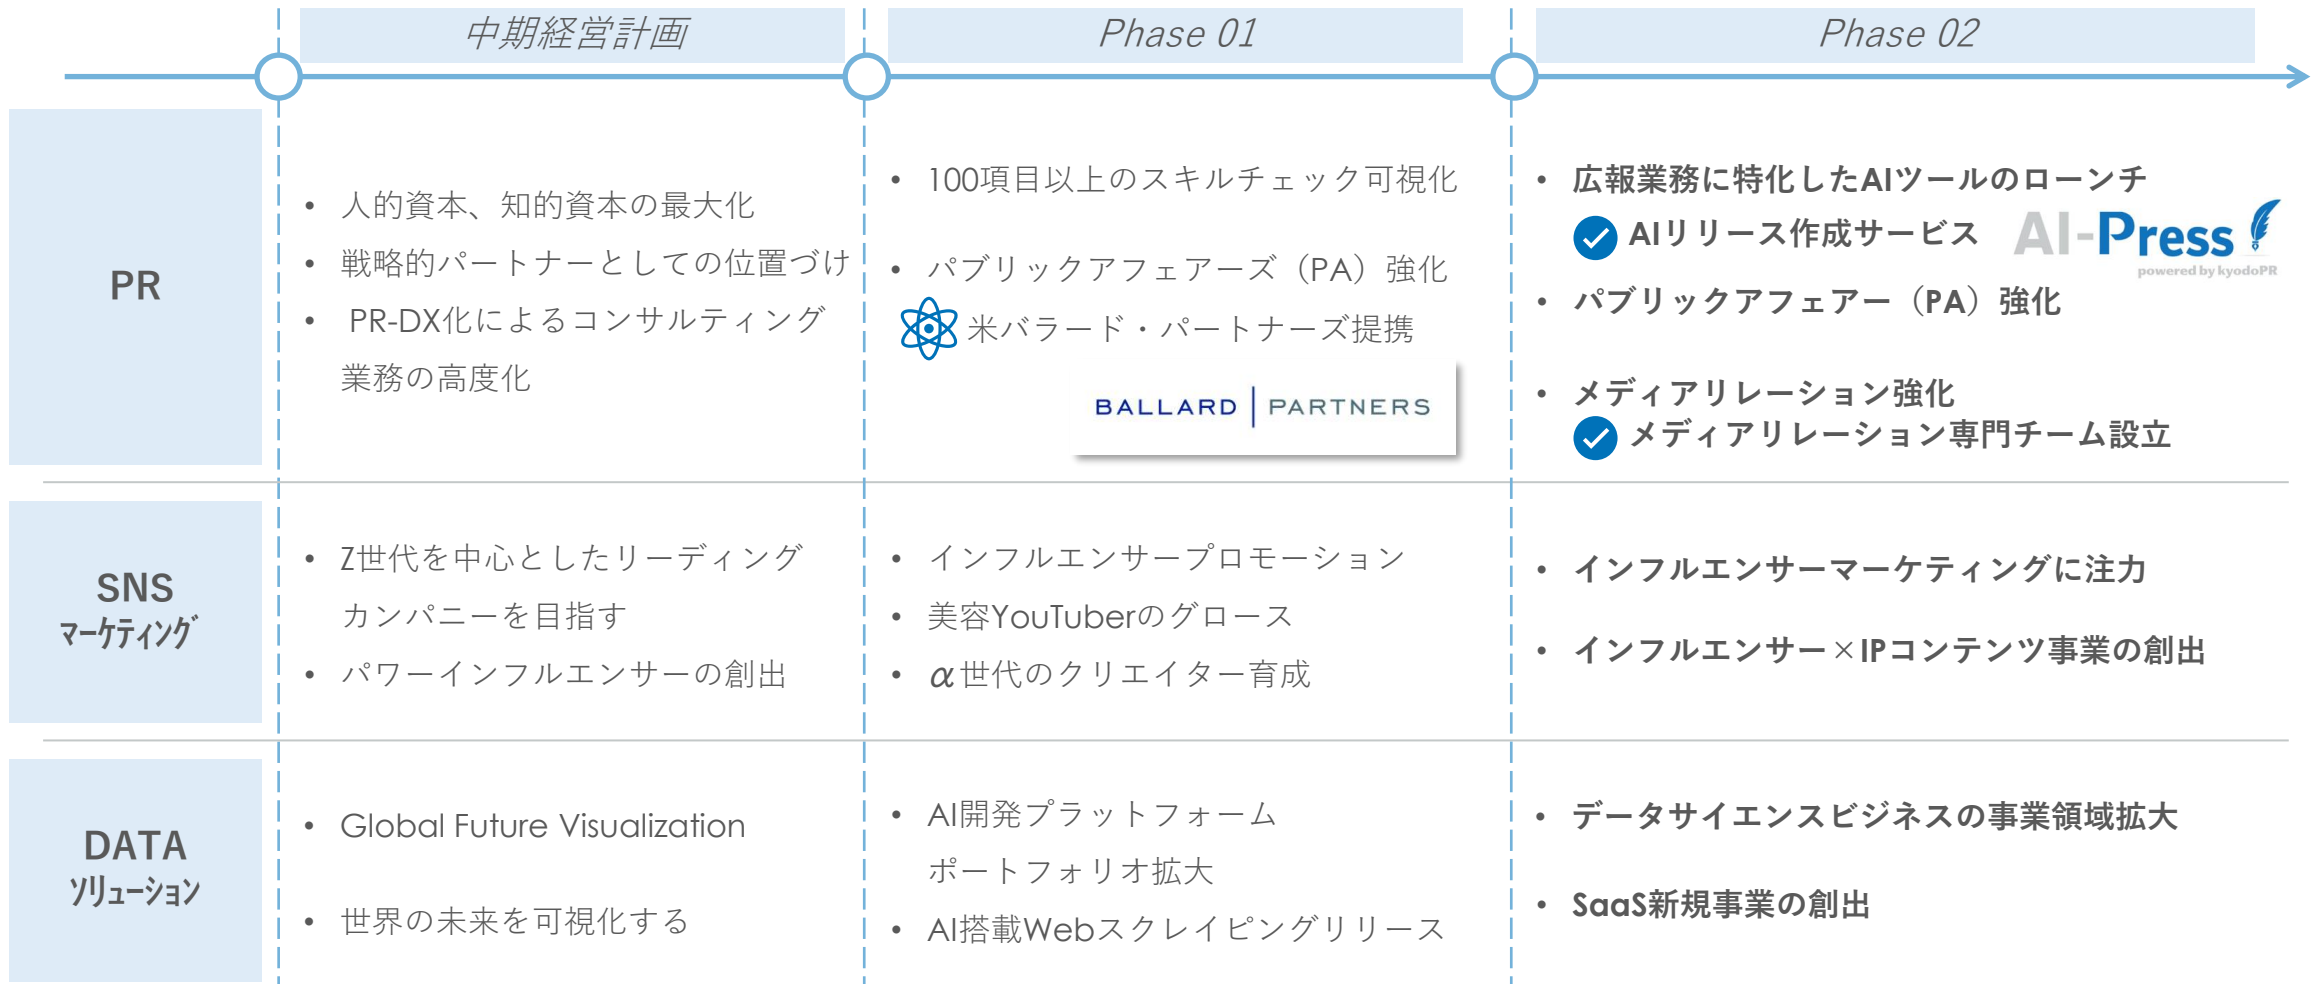 中期経営計画
Phase 01
Phase 02
PR
• 人的資本、知的資本の最大化
• 戦略的パートナーとしての位置づけ
• PR-DX化によるコンサルティング
業務の高度化
• 100項目以上のスキルチェック可視化
• パブリックアフェアーズ（PA）強化
米バラード・パートナーズ提携
BALLARD | PARTNERS
• 広報業務に特化したAIツールのローンチ
AIリリース作成サービス
AI-Press
powered by kyodoPR
• パブリックアフェアー（PA）強化
• メディアリレーション強化
メディアリレーション専門チーム設立
SNS
ﾏｰｹﾃｨﾝｸﾞ
• Z世代を中心としたリーディング
カンパニーを目指す
• パワーインフルエンサーの創出
• インフルエンサープロモーション
• 美容YouTuberのグロース
• α世代のクリエイター育成
• インフルエンサーマーケティングに注力
• インフルエンサー×IPコンテンツ事業の創出
DATA
ｿﾘｭｰｼｮﾝ
• Global Future Visualization
• 世界の未来を可視化する
• AI開発プラットフォーム
ポートフォリオ拡大
• AI搭載Webスクレイピングリリース
• データサイエンスビジネスの事業領域拡大
• SaaS新規事業の創出